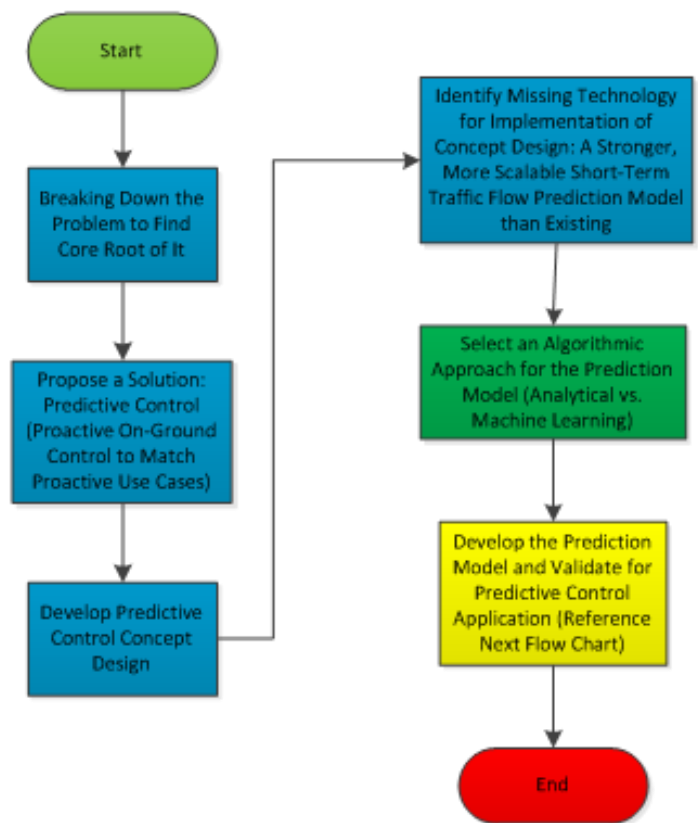 Start
Breaking Down the
Problem to Find
Core Root of It
Propose a Solution:
Predictive Control
(Proactive On-Ground
Control to Match
Proactive Use Cases)
Develop Predictive
Control Concept
Design
Identify Missing Technology
for Implementation of
Concept Design: A Stronger,
More Scalable Short-Term
Traffic Flow Prediction Model
than Existing
Select an Algorithmic
Approach for the Prediction
Model (Analytical vs.
Machine Learning)
Develop the Prediction
Model and Validate for
Predictive Control
Application (Reference
Next Flow Chart)
End